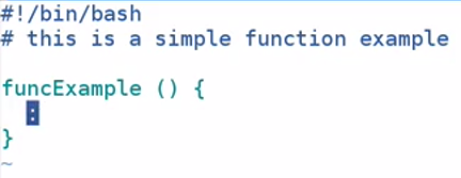 #!/bin/bash
# this is a simple function example
funcExample () {
:
}
~